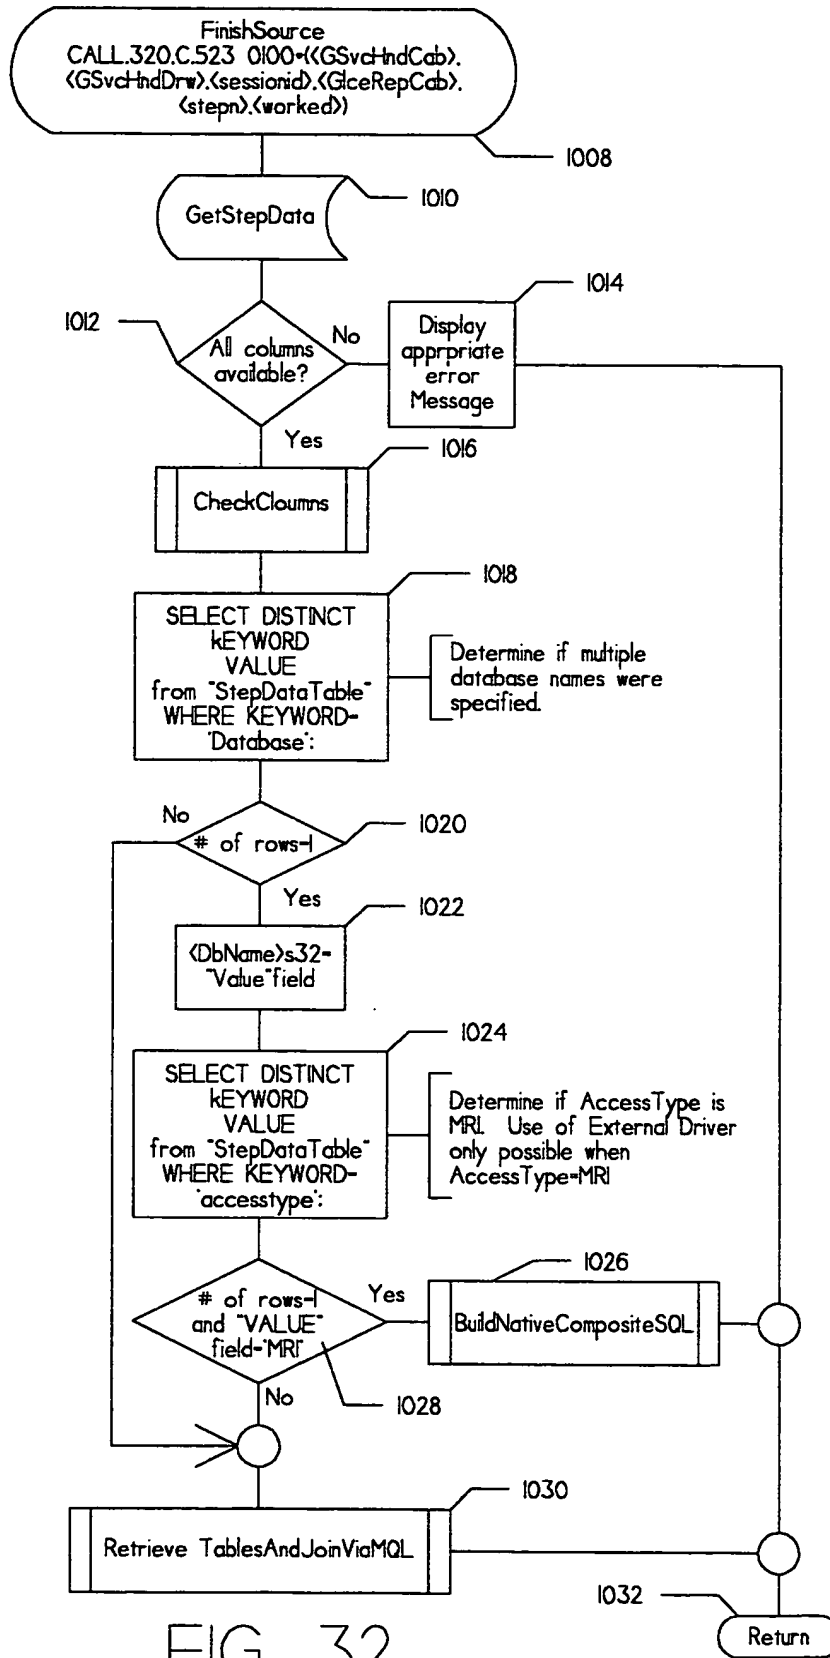 FinishSource
CALL.320.C.523 0100=(<GSvcHndCab>.
<GSvcHndDrw>.<sessionid>.<GlceRepCab>.
<stepn>.<worked>)
1008
GetStepData
1010
1012
All columns
available?
No
1014
Display
apprpriate
error
Message
Yes
1016
CheckCloumns
1018
SELECT DISTINCT
kEYWORD
VALUE
from "StepDataTable"
WHERE KEYWORD-
'Database':
Determine if multiple
database names were
specified.
No
# of rows-1
1020
Yes
1022
<DbName>s32-
"Value"field
1024
SELECT DISTINCT
kEYWORD
VALUE
from "StepDataTable"
WHERE KEYWORD-
'accesstype':
Determine if AccessType is
MRI. Use of External Driver
only possible when
AccessType=MRI
# of rows-1
and "VALUE"
field-"MRI"
Yes
1026
BuildNativeCompositeSQL
1028
No
1030
Retrieve TablesAndJoinViaMQL
1032
Return
FIG. 32